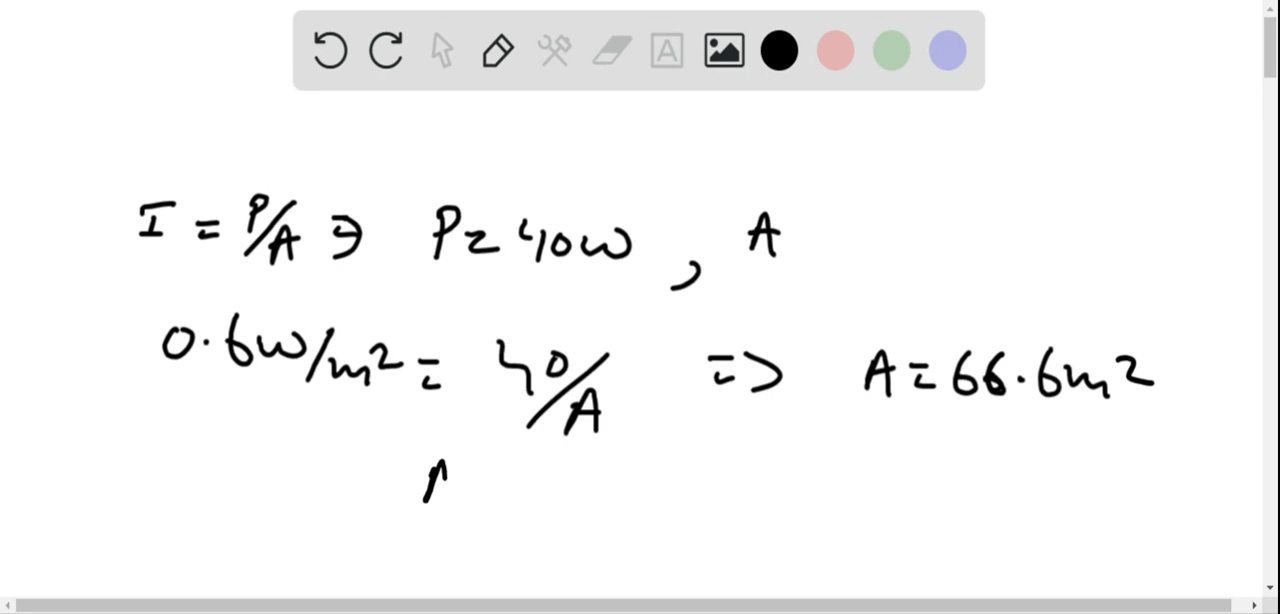 A
I = P/A ⇒ P = 40W , A
0.6W/m² = 40/A => A = 66.6m²